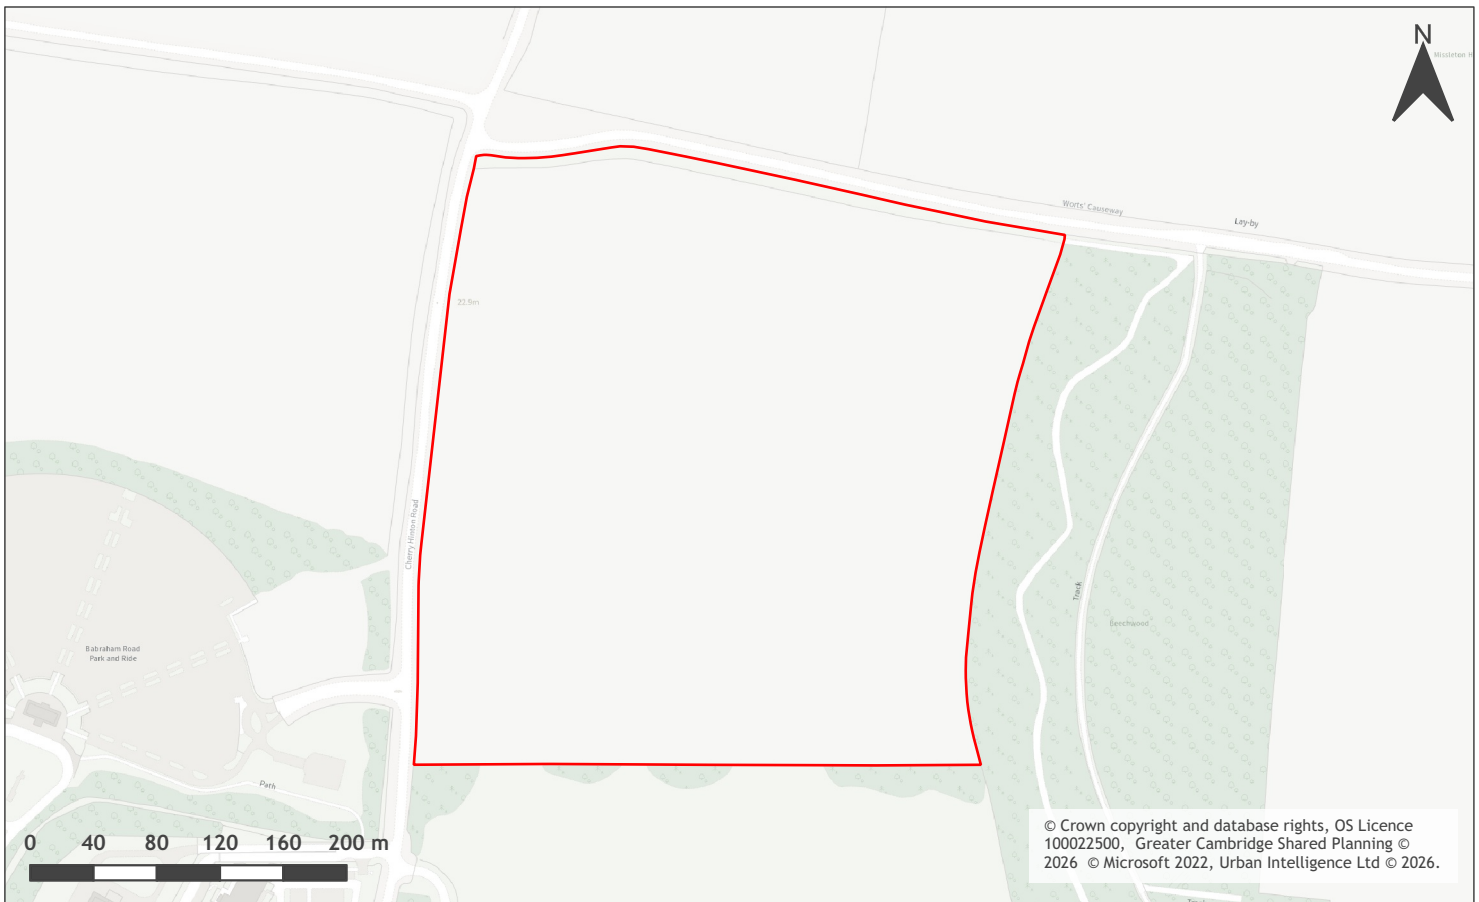 N
Worts' Causeway
Lay-by
22.9m
Cherry Hinton Road
Track
Beechwood
Babraham Road
Park and Ride
Path
0 40 80 120 160 200 m
© Crown copyright and database rights, OS Licence
100022500, Greater Cambridge Shared Planning ©
2026 © Microsoft 2022, Urban Intelligence Ltd © 2026.